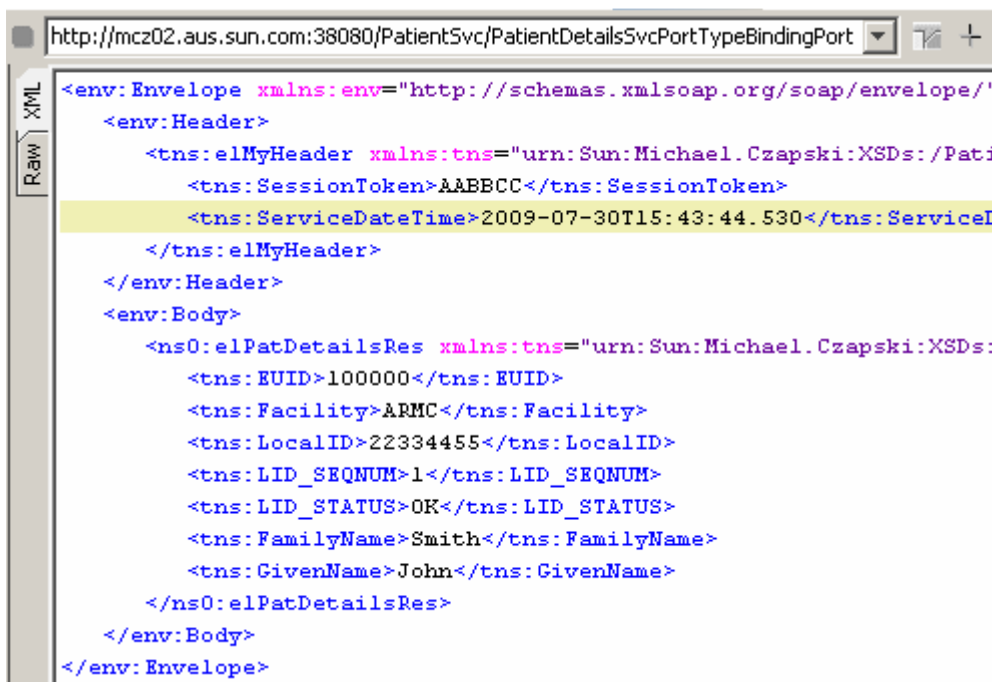 http://mcz02.aus.sun.com:38080/PatientSvc/PatientDetailsSvcPortTypeBindingPort
XML
Raw
<env:Envelope xmlns:env="http://schemas.xmlsoap.org/soap/envelope/"
<env:Header>
<tns:elMyHeader xmlns:tns="urn:Sun:Michael.Czapski:XSDs:/Pati
<tns:SessionToken>AABBCC</tns:SessionToken>
<tns:ServiceDateTime>2009-07-30T15:43:44.530</tns:ServiceD
</tns:elMyHeader>
</env:Header>
<env:Body>
<ns0:elPatDetailsRes xmlns:tns="urn:Sun:Michael.Czapski:XSDs:
<tns:EUID>100000</tns:EUID>
<tns:Facility>ARMC</tns:Facility>
<tns:LocalID>22334455</tns:LocalID>
<tns:LID_SEQNUM>1</tns:LID_SEQNUM>
<tns:LID_STATUS>OK</tns:LID_STATUS>
<tns:FamilyName>Smith</tns:FamilyName>
<tns:GivenName>John</tns:GivenName>
</ns0:elPatDetailsRes>
</env:Body>
</env:Envelope>